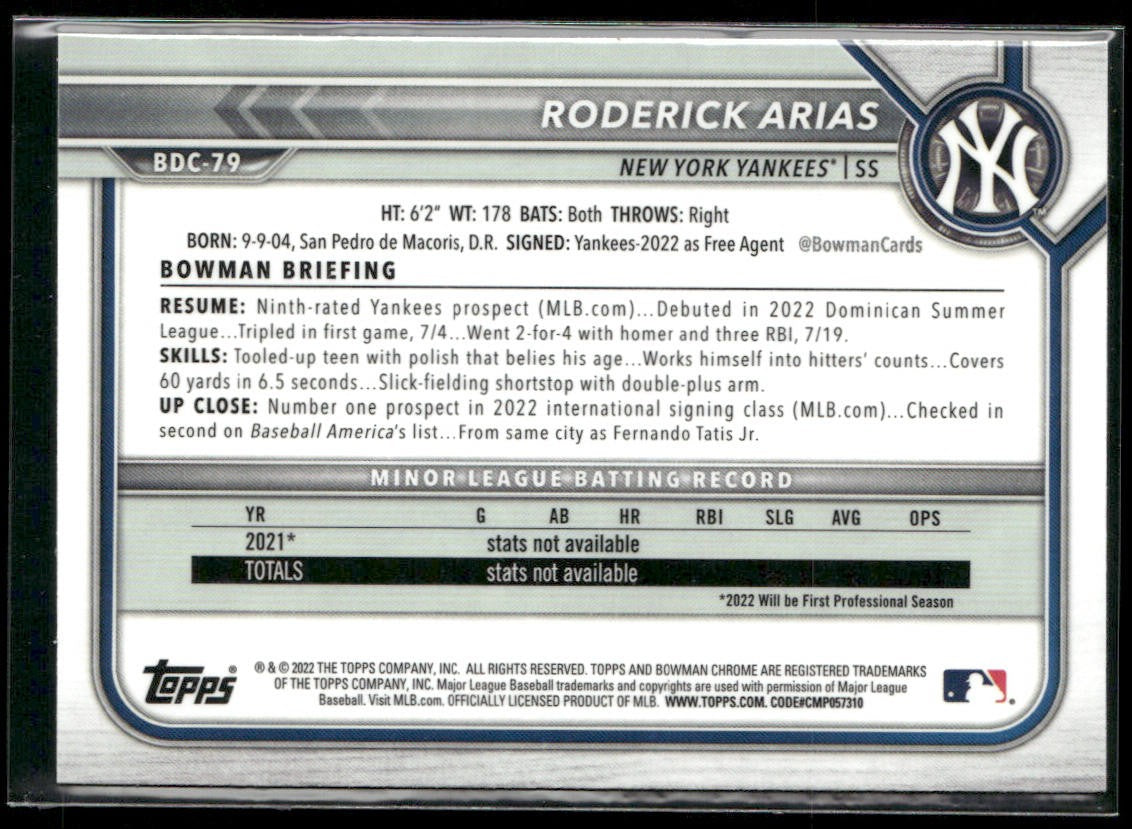 RODERICK ARIAS
BDC-79
NEW YORK YANKEES® | SS
NY
™
HT: 6'2" WT: 178 BATS: Both THROWS: Right
BORN: 9-9-04, San Pedro de Macoris, D.R. SIGNED: Yankees-2022 as Free Agent @BowmanCards
BOWMAN BRIEFING
RESUME: Ninth-rated Yankees prospect (MLB.com)...Debuted in 2022 Dominican Summer
League...Tripled in first game, 7/4...Went 2-for-4 with homer and three RBI, 7/19.
SKILLS: Tooled-up teen with polish that belies his age...Works himself into hitters' counts...Covers
60 yards in 6.5 seconds...Slick-fielding shortstop with double-plus arm.
UP CLOSE: Number one prospect in 2022 international signing class (MLB.com)...Checked in
second on Baseball America's list...From same city as Fernando Tatis Jr.
MINOR LEAGUE BATTING RECORD
YR G AB HR RBI SLG AVG OPS
2021* stats not available
TOTALS stats not available
*2022 Will be First Professional Season
Topps®
® & © 2022 THE TOPPS COMPANY, INC. ALL RIGHTS RESERVED. TOPPS AND BOWMAN CHROME ARE REGISTERED TRADEMARKS
OF THE TOPPS COMPANY, INC. Major League Baseball trademarks and copyrights are used with permission of Major League
Baseball. Visit MLB.com. OFFICIALLY LICENSED PRODUCT OF MLB. WWW.TOPPS.COM. CODE#CMP057310
®